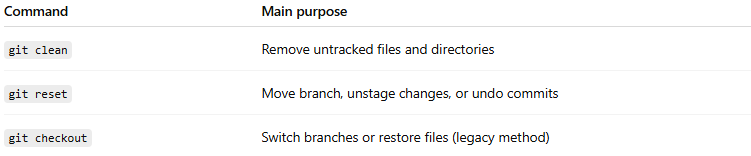 Command Main purpose
git clean Remove untracked files and directories
git reset Move branch, unstage changes, or undo commits
git checkout Switch branches or restore files (legacy method)